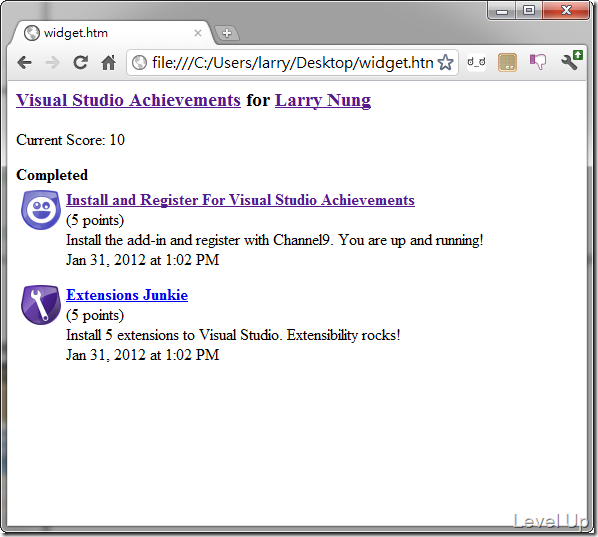 widget.htm
file:///C:/Users/larry/Desktop/widget.htn
d_d
Visual Studio Achievements for Larry Nung
Current Score: 10
Completed
Install and Register For Visual Studio Achievements
(5 points)
Install the add-in and register with Channel9. You are up and running!
Jan 31, 2012 at 1:02 PM
Extensions Junkie
(5 points)
Install 5 extensions to Visual Studio. Extensibility rocks!
Jan 31, 2012 at 1:02 PM
Level Up